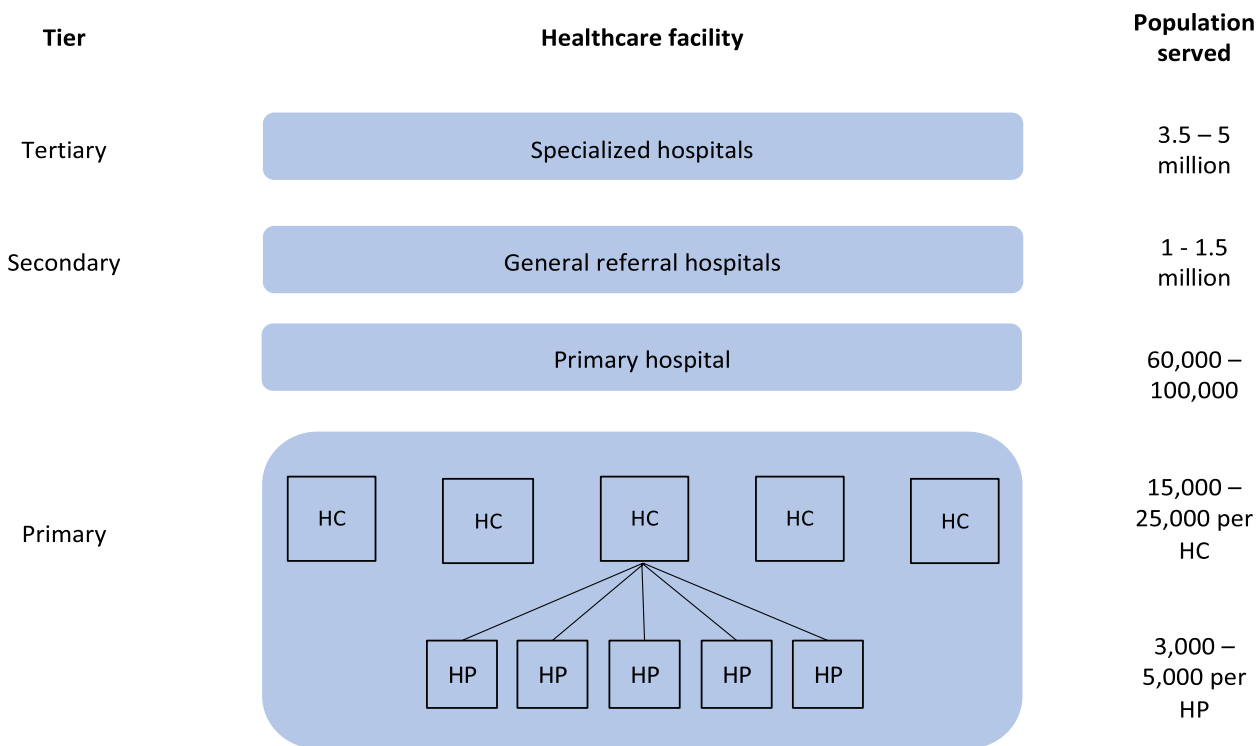 Tier
Healthcare facility
Population
served
Tertiary
Specialized hospitals
3.5 – 5
million
Secondary
General referral hospitals
1 - 1.5
million
Primary hospital
60,000 –
100,000
Primary
HC
HC
HC
HC
HC
15,000 –
25,000 per
HC
HP
HP
HP
HP
HP
3,000 –
5,000 per
HP